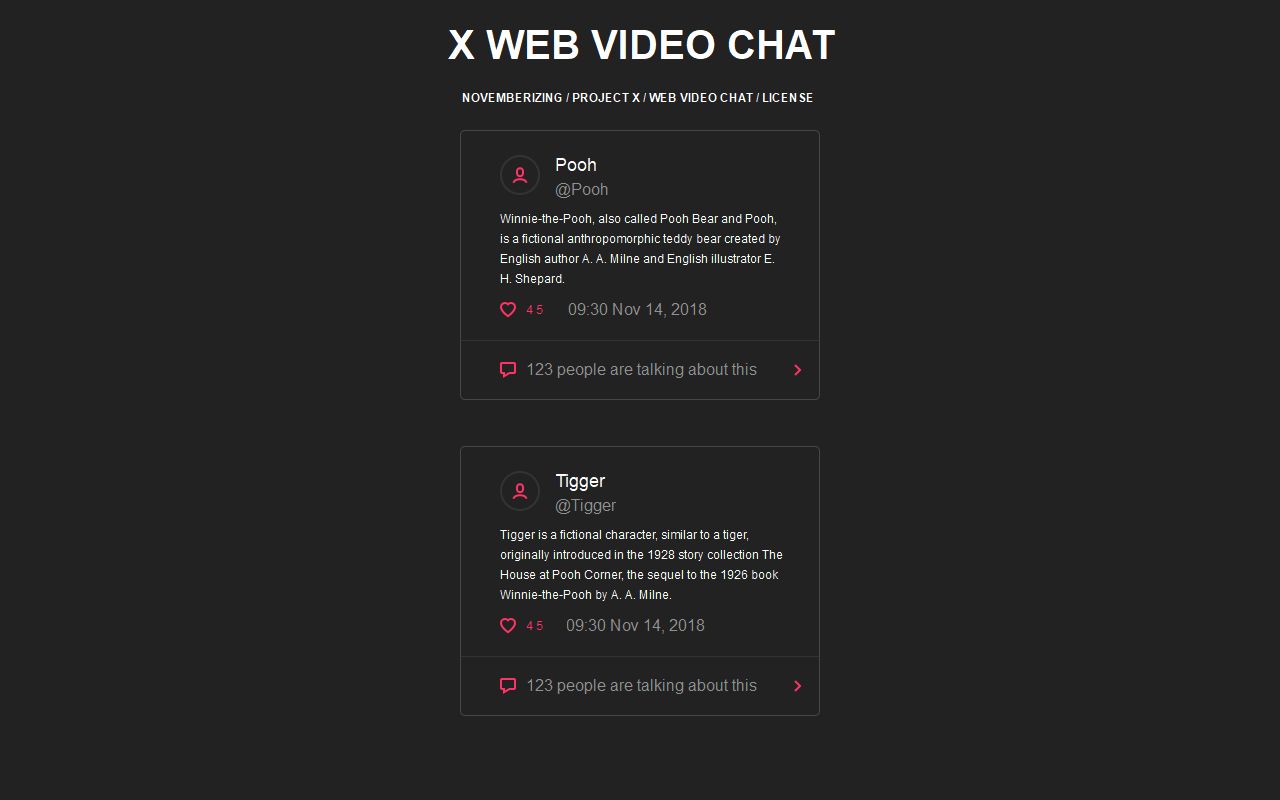 X WEB VIDEO CHAT
NOVEMBERIZING / PROJECT X / WEB VIDEO CHAT / LICENSE
Pooh
@Pooh
Winnie-the-Pooh, also called Pooh Bear and Pooh,
is a fictional anthropomorphic teddy bear created by
English author A. A. Milne and English illustrator E.
H. Shepard.
45 09:30 Nov 14, 2018
123 people are talking about this
Tigger
@Tigger
Tigger is a fictional character, similar to a tiger,
originally introduced in the 1928 story collection The
House at Pooh Corner, the sequel to the 1926 book
Winnie-the-Pooh by A. A. Milne.
45 09:30 Nov 14, 2018
123 people are talking about this